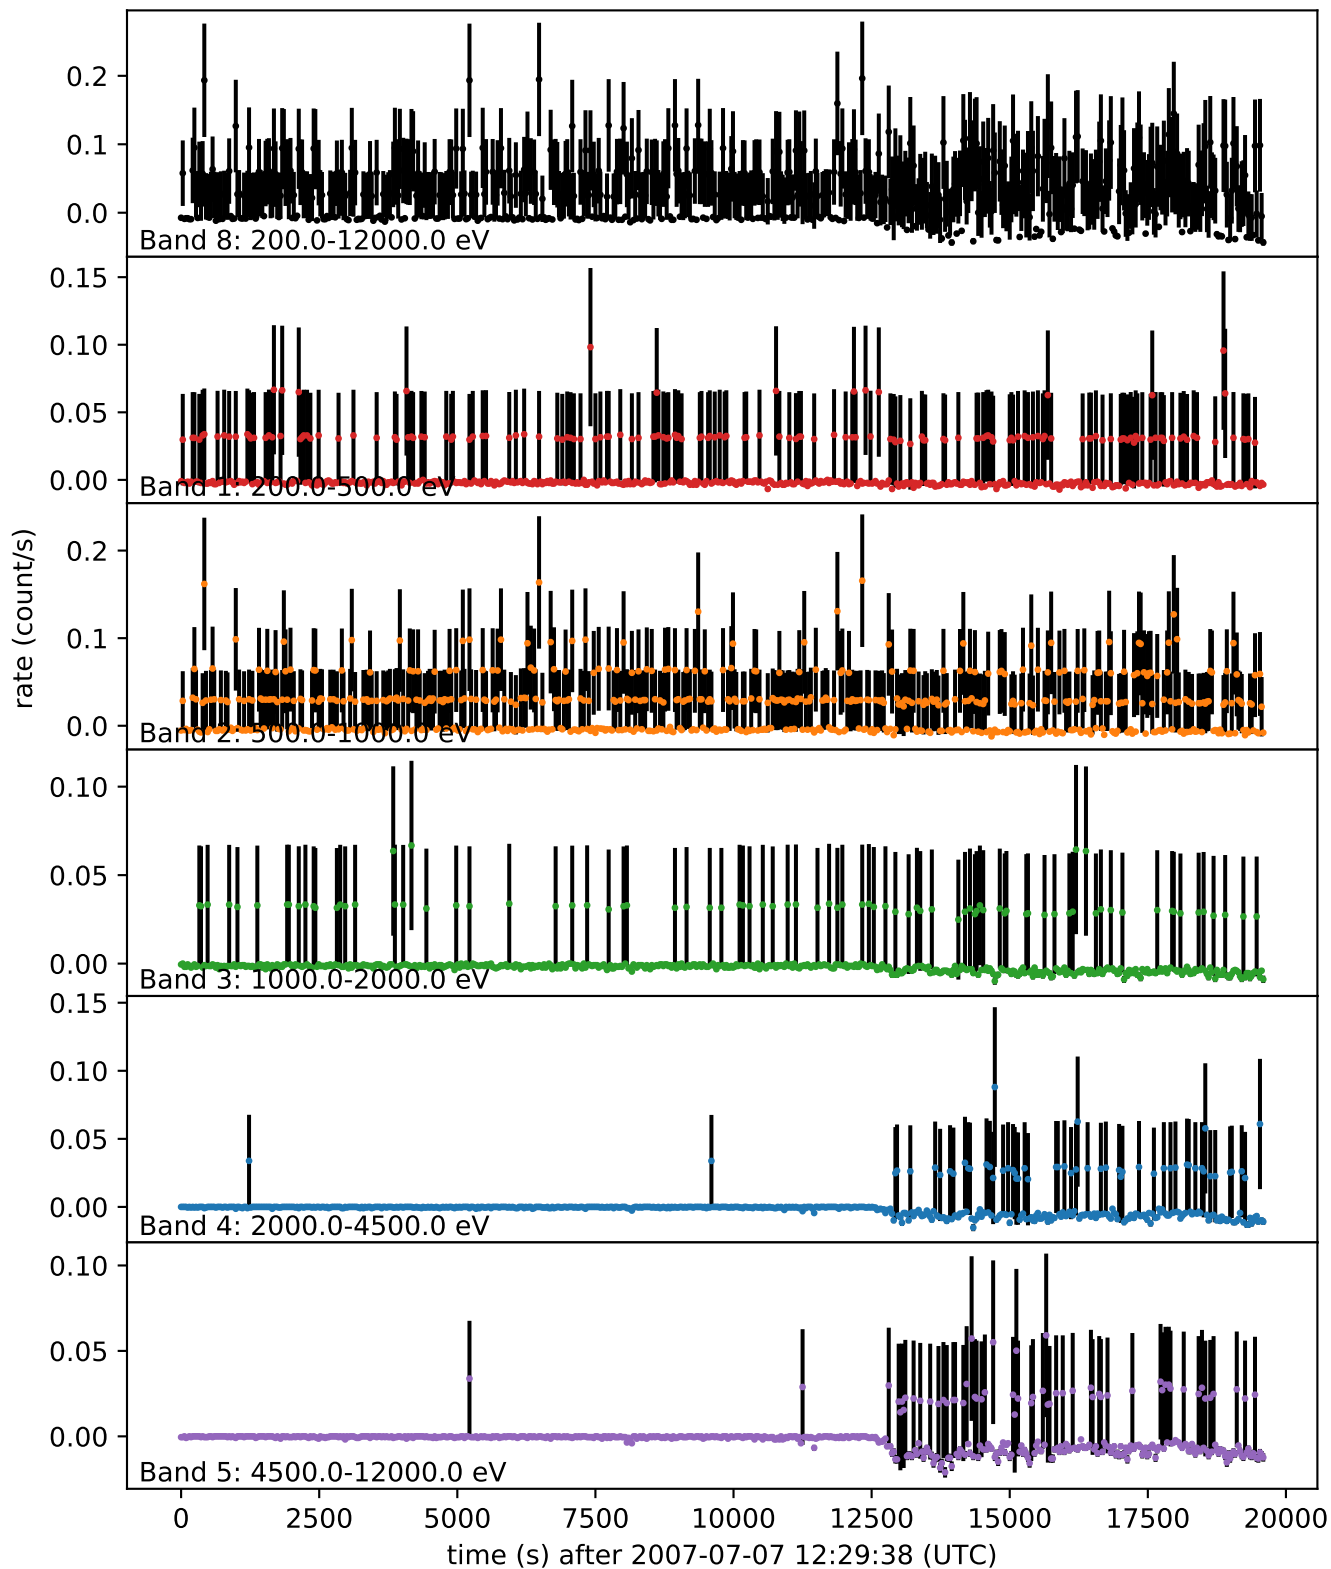 0.2
0.1
0.0
Band 8: 200.0-12000.0 eV
0.15
0.10
0.05
0.00
Band 1: 200.0-500.0 eV
rate (count/s)
0.2
0.1
0.0
Band 2: 500.0-1000.0 eV
0.10
0.05
0.00
Band 3: 1000.0-2000.0 eV
0.15
0.10
0.05
0.00
Band 4: 2000.0-4500.0 eV
0.10
0.05
0.00
Band 5: 4500.0-12000.0 eV
0 2500 5000 7500 10000 12500 15000 17500 20000
time (s) after 2007-07-07 12:29:38 (UTC)